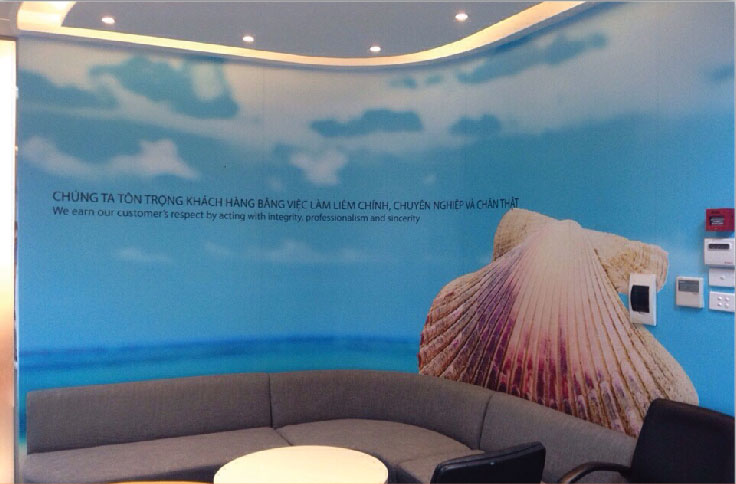 CHÚNG TA TÔN TRỌNG KHÁCH HÀNG BẰNG VIỆC LÀM LIÊM CHÍNH, CHUYÊN NGHIỆP VÀ CHÂN THẬT
We earn our customer's respect by acting with integrity, professionalism and sincerity